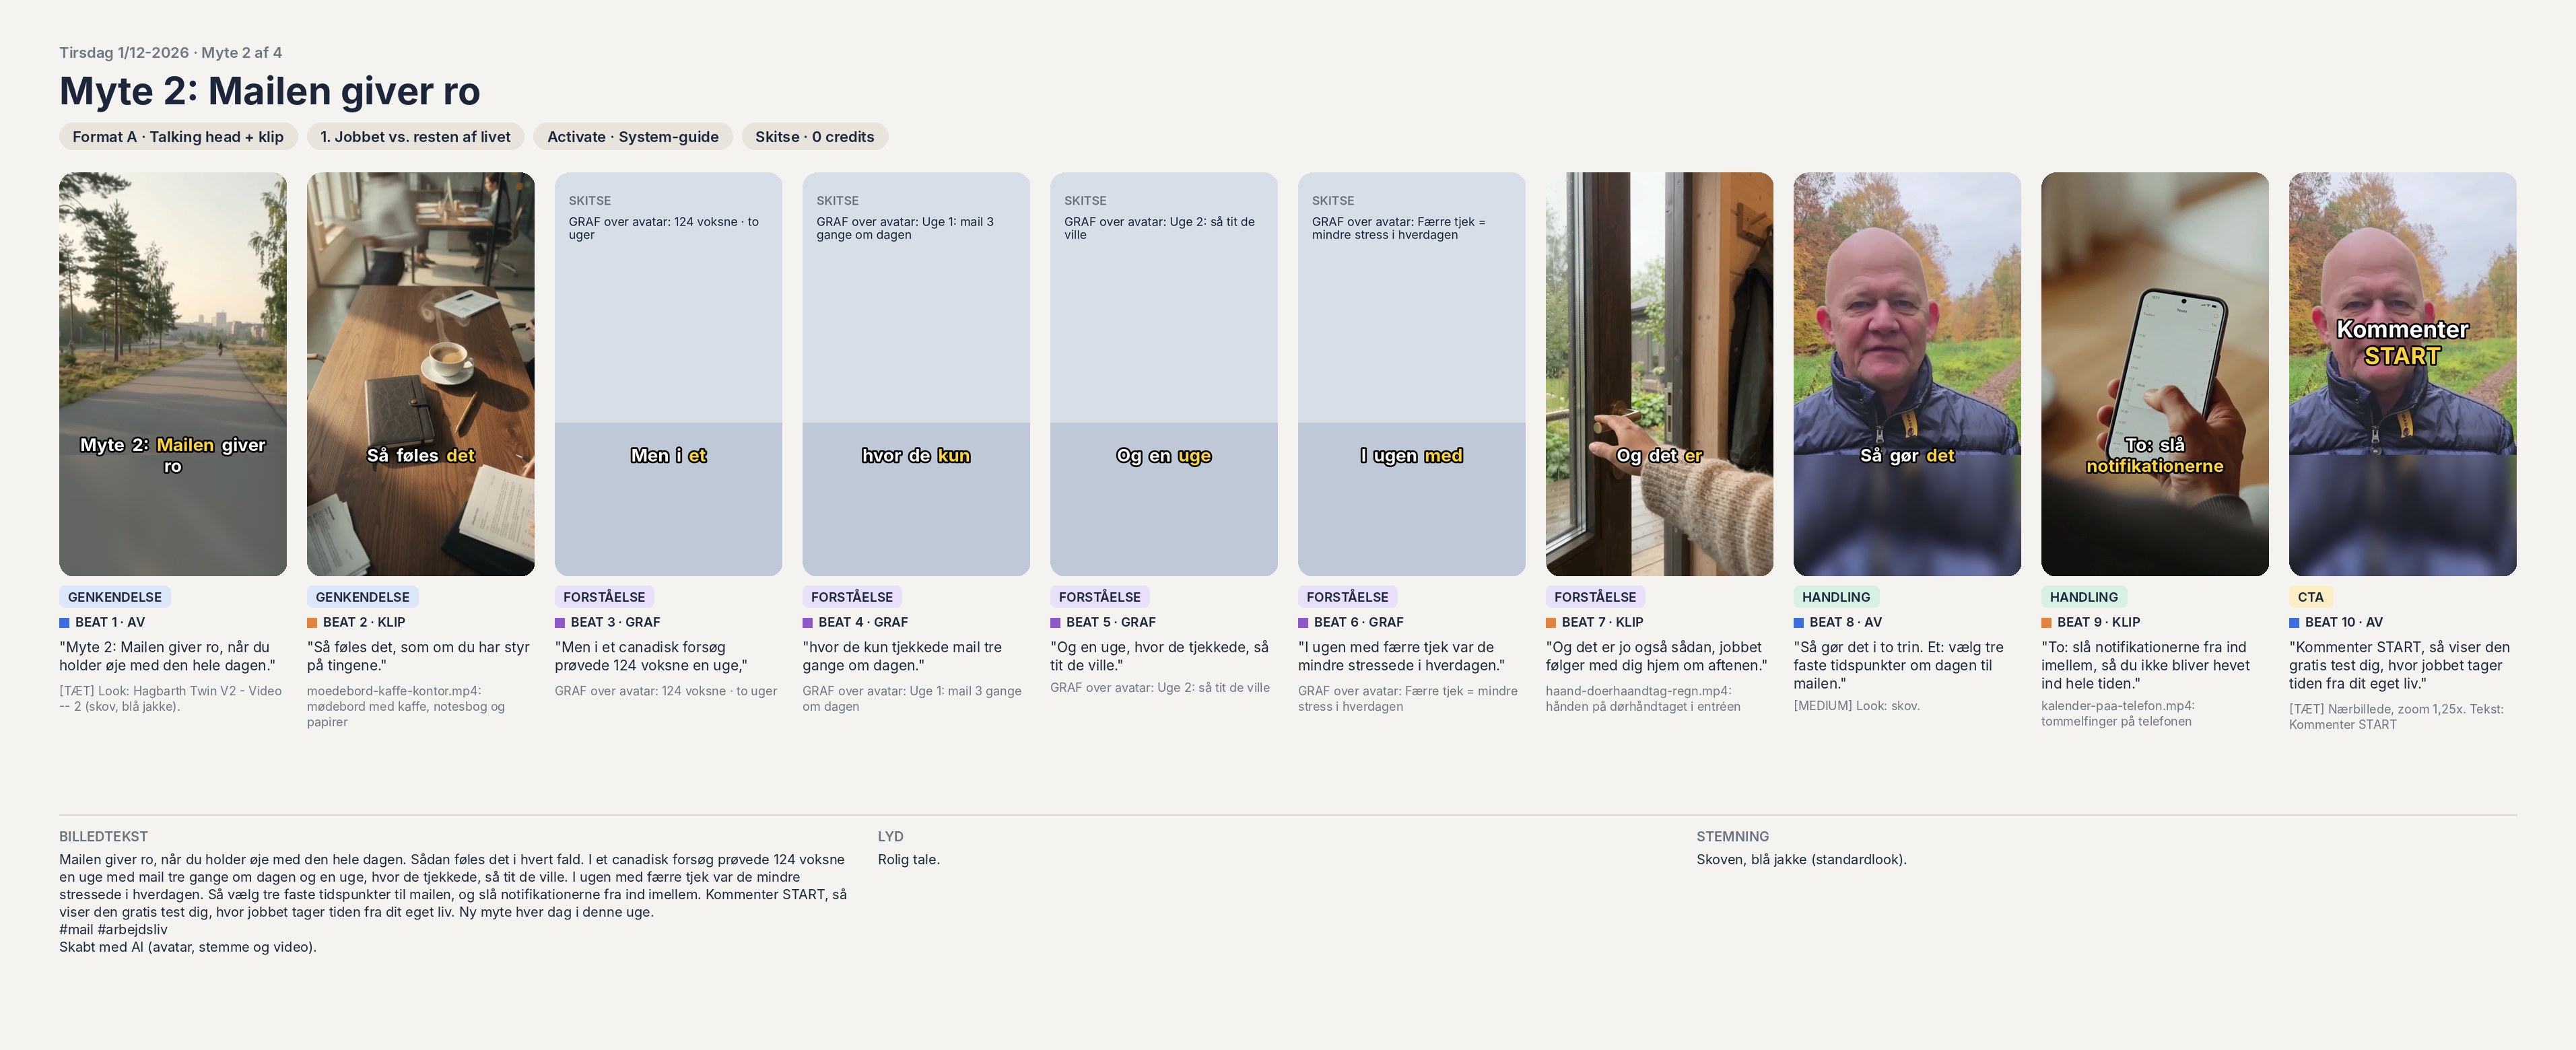 Tirsdag 1/12-2026 · Myte 2 af 4
Myte 2: Mailen giver ro
Format A · Talking head + klip
1. Jobbet vs. resten af livet
Activate · System-guide
Skitse · 0 credits
Myte 2: Mailen giver
ro
GENKENDELSE
BEAT 1 · AV
"Myte 2: Mailen giver ro, når du
holder øje med den hele dagen."
[TÆT] Look: Hagbarth Twin V2 - Video
-- 2 (skov, blå jakke).
Så føles det
GENKENDELSE
BEAT 2 · KLIP
"Så føles det, som om du har styr
på tingene."
moedebord-kaffe-kontor.mp4:
mødebord med kaffe, notesbog og
papirer
SKITSE
GRAF over avatar: 124 voksne · to
uger
Men i et
FORSTÅELSE
BEAT 3 · GRAF
"Men i et canadisk forsøg
prøvede 124 voksne en uge,"
GRAF over avatar: 124 voksne · to uger
SKITSE
GRAF over avatar: Uge 1: mail 3
gange om dagen
hvor de kun
FORSTÅELSE
BEAT 4 · GRAF
"hvor de kun tjekkede mail tre
gange om dagen."
GRAF over avatar: Uge 1: mail 3 gange
om dagen
SKITSE
GRAF over avatar: Uge 2: så tit de
ville
Og en uge
FORSTÅELSE
BEAT 5 · GRAF
"Og en uge, hvor de tjekkede, så
tit de ville."
GRAF over avatar: Uge 2: så tit de ville
SKITSE
GRAF over avatar: Færre tjek =
mindre stress i hverdagen
I ugen med
FORSTÅELSE
BEAT 6 · GRAF
"I ugen med færre tjek var de
mindre stressede i hverdagen."
GRAF over avatar: Færre tjek = mindre
stress i hverdagen
Og det er
FORSTÅELSE
BEAT 7 · KLIP
"Og det er jo også sådan, jobbet
følger med dig hjem om aftenen."
haand-doerhaandtag-regn.mp4:
hånden på dørhåndtaget i entréen
Så gør det
HANDLING
BEAT 8 · AV
"Så gør det i to trin. Et: vælg tre
faste tidspunkter om dagen til
mailen."
[MEDIUM] Look: skov.
To: slå
notifikationerne
HANDLING
BEAT 9 · KLIP
"To: slå notifikationerne fra ind
imellem, så du ikke bliver hevet
ind hele tiden."
kalender-paa-telefon.mp4:
tommelfinger på telefonen
Kommenter
START
CTA
BEAT 10 · AV
"Kommenter START, så viser den
gratis test dig, hvor jobbet tager
tiden fra dit eget liv."
[TÆT] Nærbillede, zoom 1,25x. Tekst:
Kommenter START
BILLEDTEKST
Mailen giver ro, når du holder øje med den hele dagen. Sådan føles det i hvert fald. I et canadisk forsøg prøvede 124 voksne
en uge med mail tre gange om dagen og en uge, hvor de tjekkede, så tit de ville. I ugen med færre tjek var de mindre
stressede i hverdagen. Så vælg tre faste tidspunkter til mailen, og slå notifikationerne fra ind imellem. Kommenter START, så
viser den gratis test dig, hvor jobbet tager tiden fra dit eget liv. Ny myte hver dag i denne uge.
#mail #arbejdsliv
Skabt med AI (avatar, stemme og video).
LYD
Rolig tale.
STEMNING
Skoven, blå jakke (standardlook).